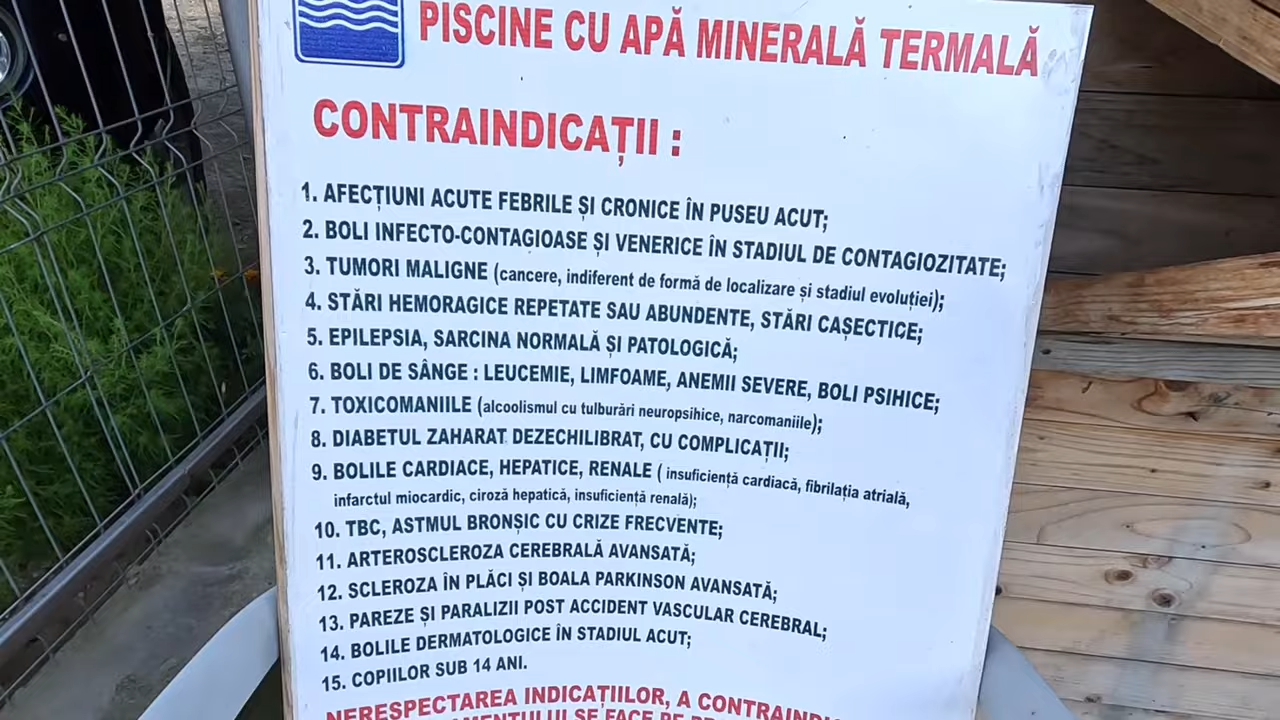 PISCINE CU APĂ MINERALĂ TERMALĂ
CONTRAINDICAȚII :
1. AFECȚIUNI ACUTE FEBRILE ȘI CRONICE ÎN PUSEU ACUT;
2. BOLI INFECTO-CONTAGIOASE ȘI VENERICE ÎN STADIUL DE CONTAGIOZITATE;
3. TUMORI MALIGNE (cancere, indiferent de formă de localizare și stadiul evoluției);
4. STĂRI HEMORAGICE REPETATE SAU ABUNDENTE, STĂRI CAȘECTICE;
5. EPILEPSIA, SARCINA NORMALĂ ȘI PATOLOGICĂ;
6. BOLI DE SÂNGE : LEUCEMIE, LIMFOAME, ANEMII SEVERE, BOLI PSIHICE;
7. TOXICOMANIILE (alcoolismul cu tulburări neuropsihice, narcomaniile);
8. DIABETUL ZAHARAT DEZECHILIBRAT, CU COMPLICAȚII;
9. BOLILE CARDIACE, HEPATICE, RENALE ( insuficiență cardiacă, fibrilația atrială,
infarctul miocardic, ciroză hepatică, insuficiență renală);
10. TBC, ASTMUL BRONȘIC CU CRIZE FRECVENTE;
11. ARTEROSCLEROZA CEREBRALĂ AVANSATĂ;
12. SCLEROZA ÎN PLĂCI ȘI BOALA PARKINSON AVANSATĂ;
13. PAREZE ȘI PARALIZII POST ACCIDENT VASCULAR CEREBRAL;
14. BOLILE DERMATOLOGICE ÎN STADIUL ACUT;
15. COPIILOR SUB 14 ANI.
NERESPECTAREA INDICAȚIILOR, A
SE FACE PE